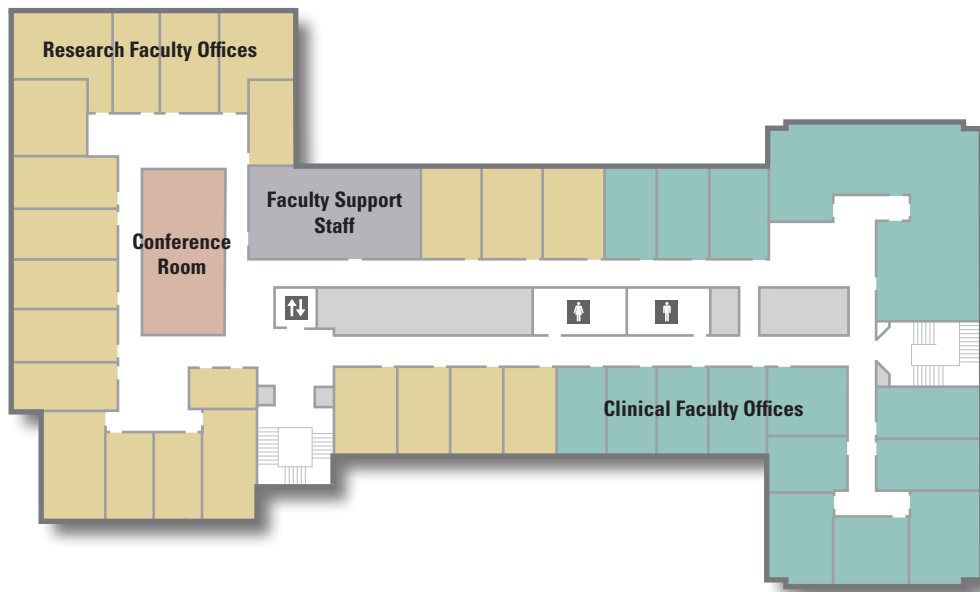 Research Faculty Offices
Faculty Support
Staff
Conference
Room
Clinical Faculty Offices